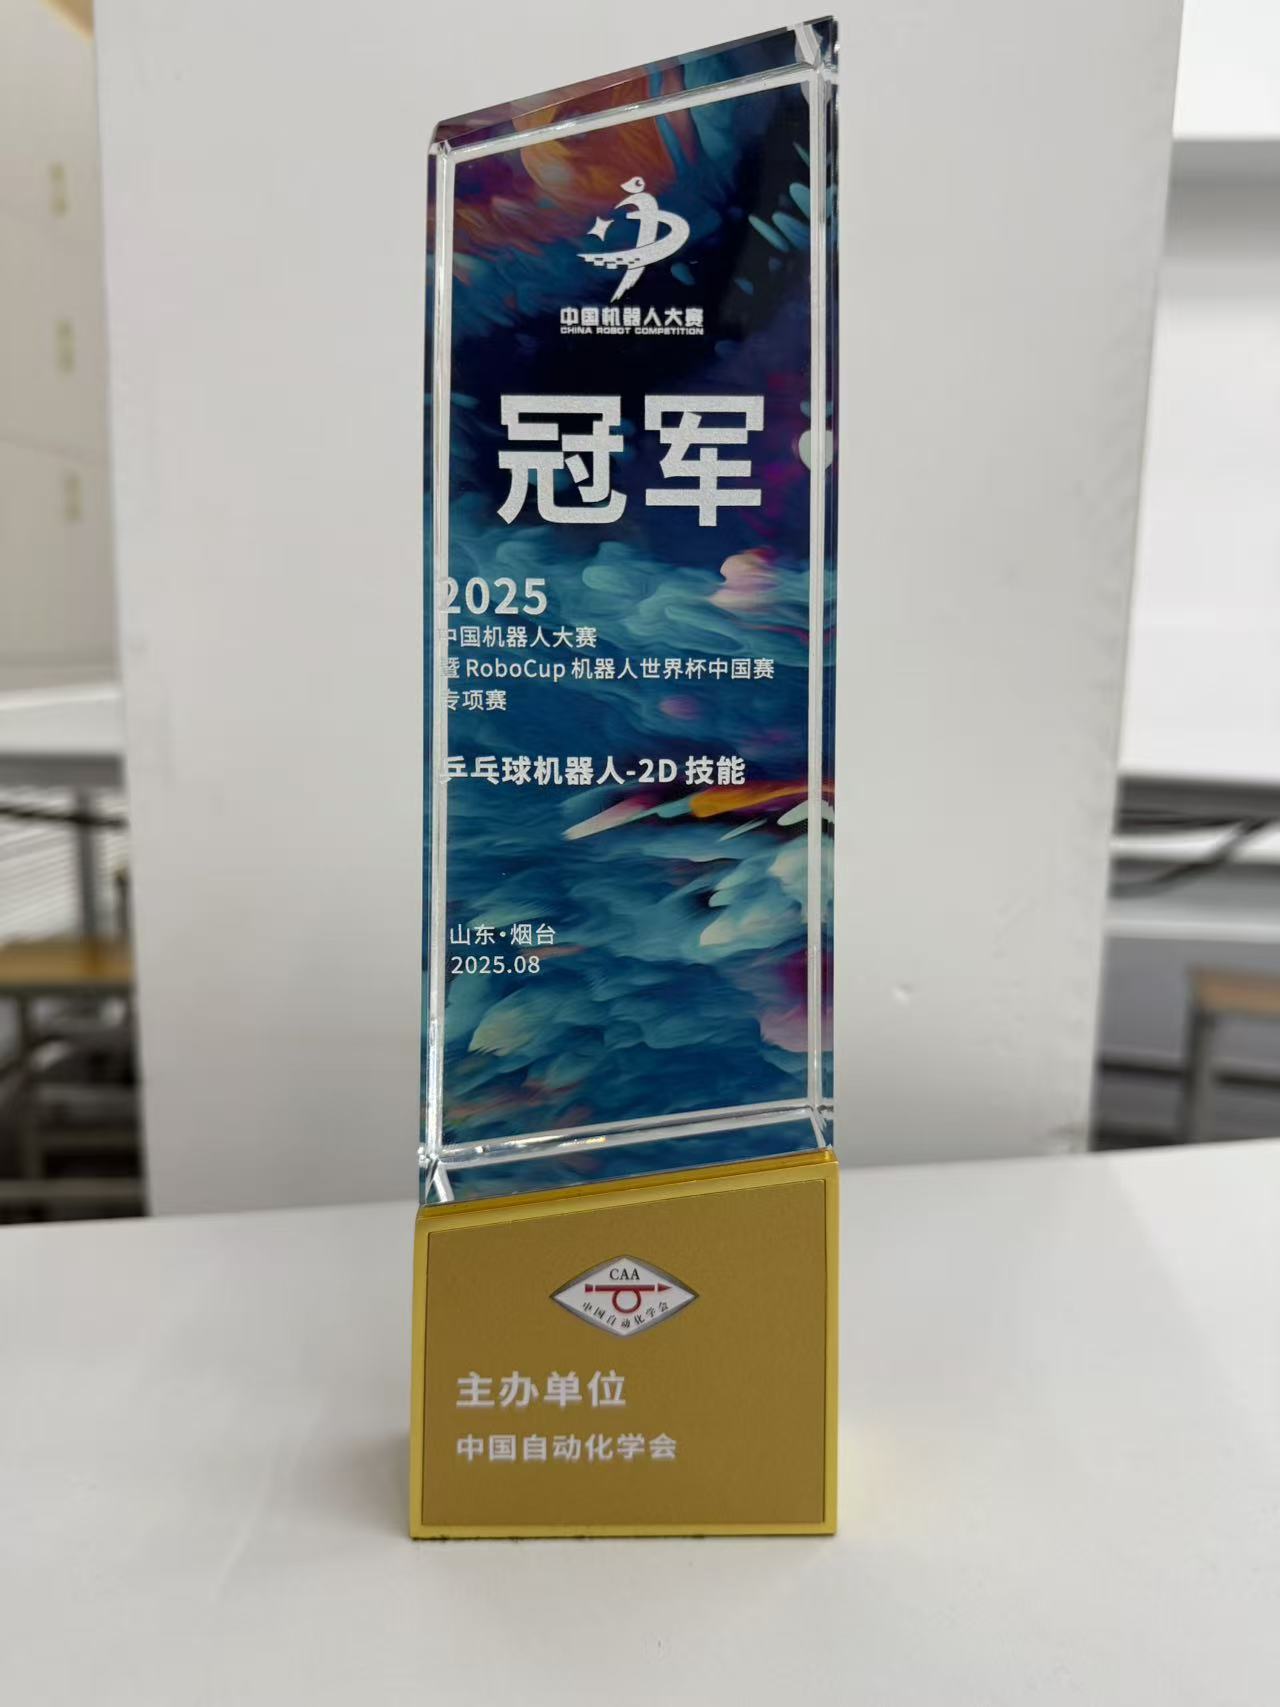 中国机器人大赛
CHINA ROBOT COMPETITION
冠军
2025
中国机器人大赛
暨 RoboCup 机器人世界杯中国赛
专项赛
乒乓球机器人-2D 技能
山东·烟台
2025.08
CAA
中国自动化学会
主办单位
中国自动化学会